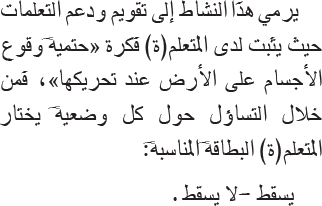 يرمي هذا النشاط إلى تقويم ودعم التعلمات
حيث يثبت لدى المتعلم(ة) فكرة «حتمية وقوع
الأجسام على الأرض عند تحريكها»، فمن
خلال التساؤل حول كل وضعية يختار
المتعلم(ة) البطاقة المناسبة:
يسقط -لا يسقط.